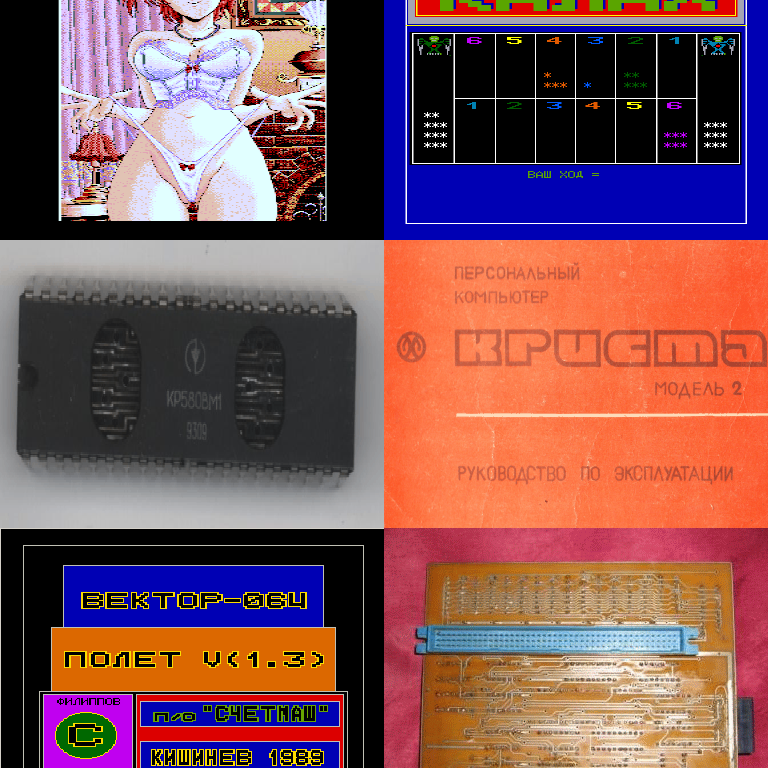 КАЛАХ
6 5 4 3 2 1
* *
*** * ** ***
1 2 3 4 5 6
**
*** ***
*** *** ***
*** *** ***
ВАШ ХОД =
КР580ВМ1
9309
ПЕРСОНАЛЬНЫЙ
КОМПЬЮТЕР
КРИСТА
МОДЕЛЬ 2
РУКОВОДСТВО ПО ЭКСПЛУАТАЦИИ
ВЕКТОР-06Ц
ПОЛЕТ V(1.3)
ФИЛИППОВ
С
П/О "СЧЕТМАШ"
КИШИНЕВ 1989